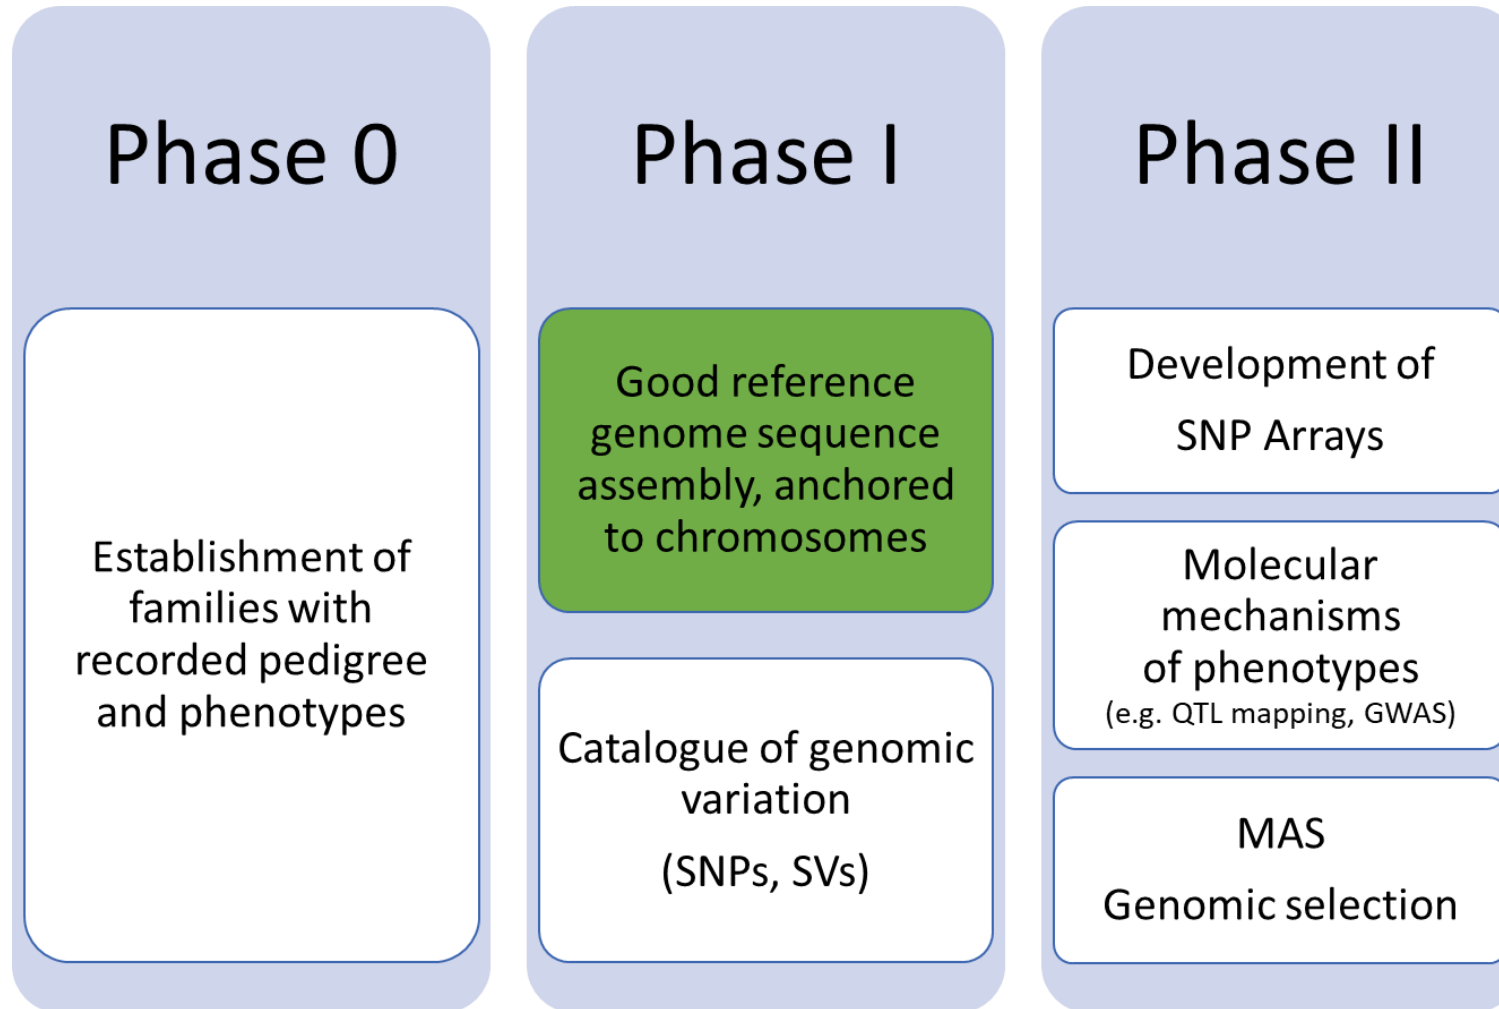 Phase 0
Establishment of
families with
recorded pedigree
and phenotypes
Phase I
Good reference
genome sequence
assembly, anchored
to chromosomes
Catalogue of genomic
variation
(SNPs, SVs)
Phase II
Development of
SNP Arrays
Molecular
mechanisms
of phenotypes
(e.g. QTL mapping, GWAS)
MAS
Genomic selection